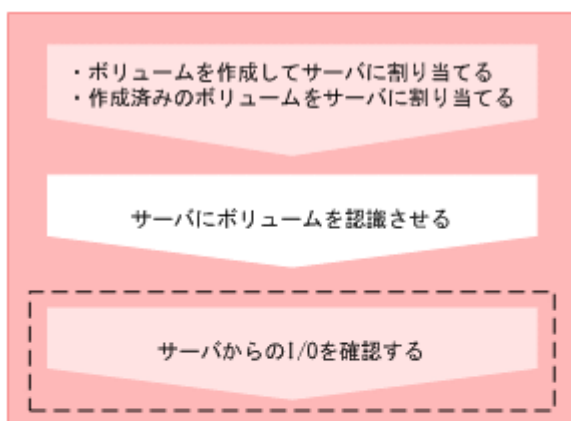 ・ボリュームを作成してサーバに割り当てる
・作成済みのボリュームをサーバに割り当てる
サーバにボリュームを認識させる
サーバからのI/Oを確認する